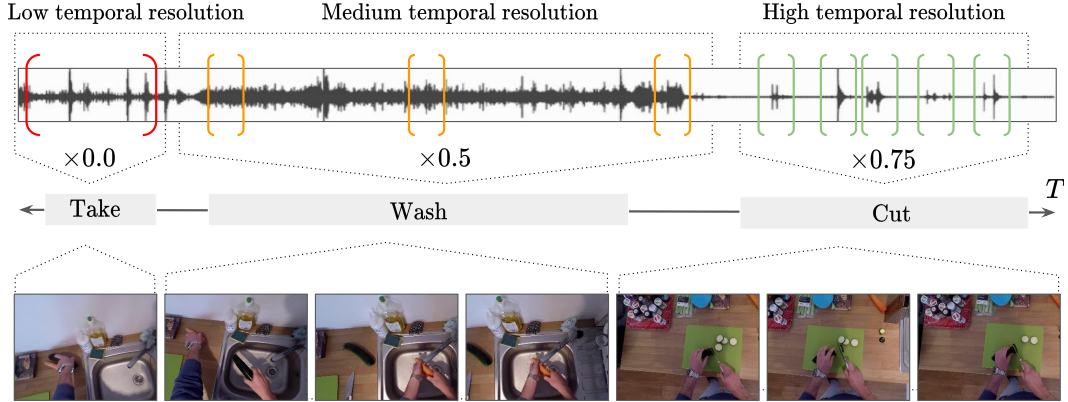 Low temporal resolution
Medium temporal resolution
High temporal resolution
×0.0
×0.5
×0.75
T
Take
Wash
Cut